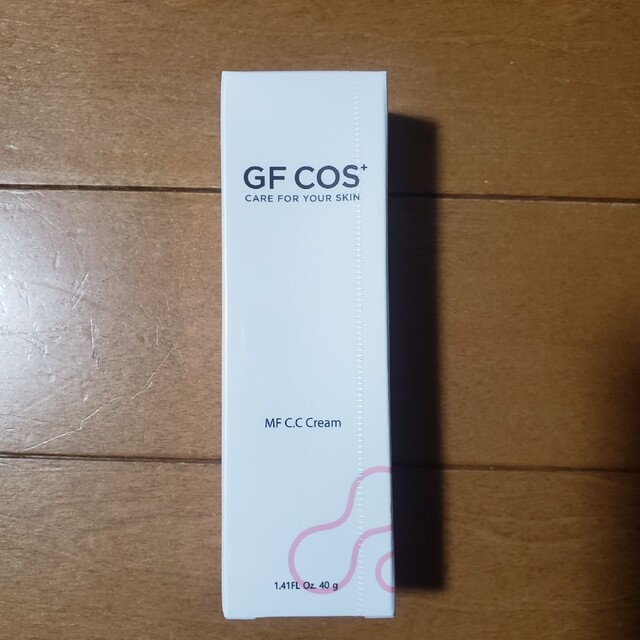 GF COS+
CARE FOR YOUR SKIN
MF C.C Cream
1.41FL Oz. 40 g